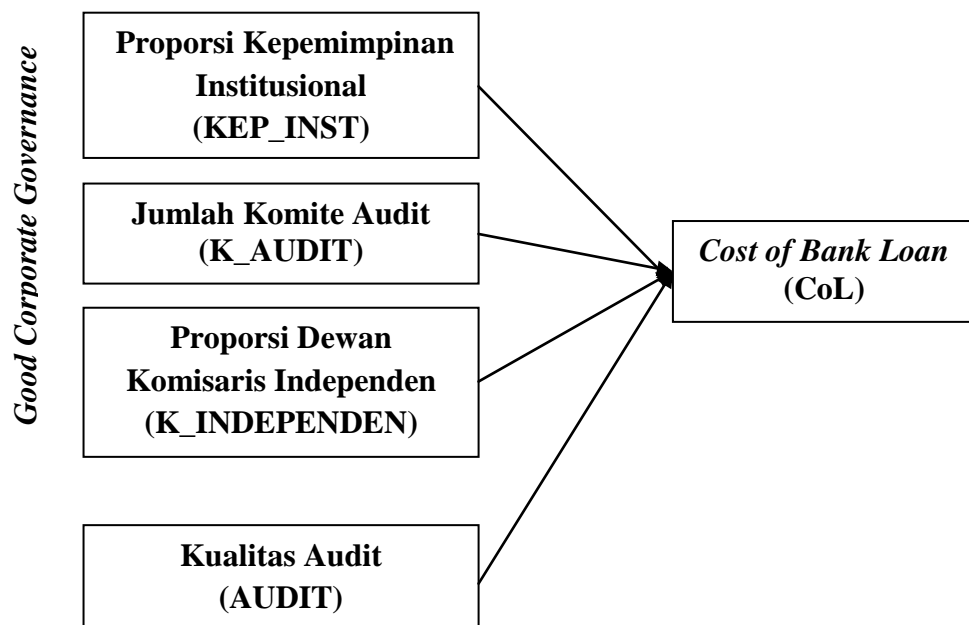 Good Corporate Governance
Proporsi Kepemimpinan
Institusional
(KEP_INST)
Jumlah Komite Audit
(K_AUDIT)
Proporsi Dewan
Komisaris Independen
(K_INDEPENDEN)
Kualitas Audit
(AUDIT)
Cost of Bank Loan
(CoL)